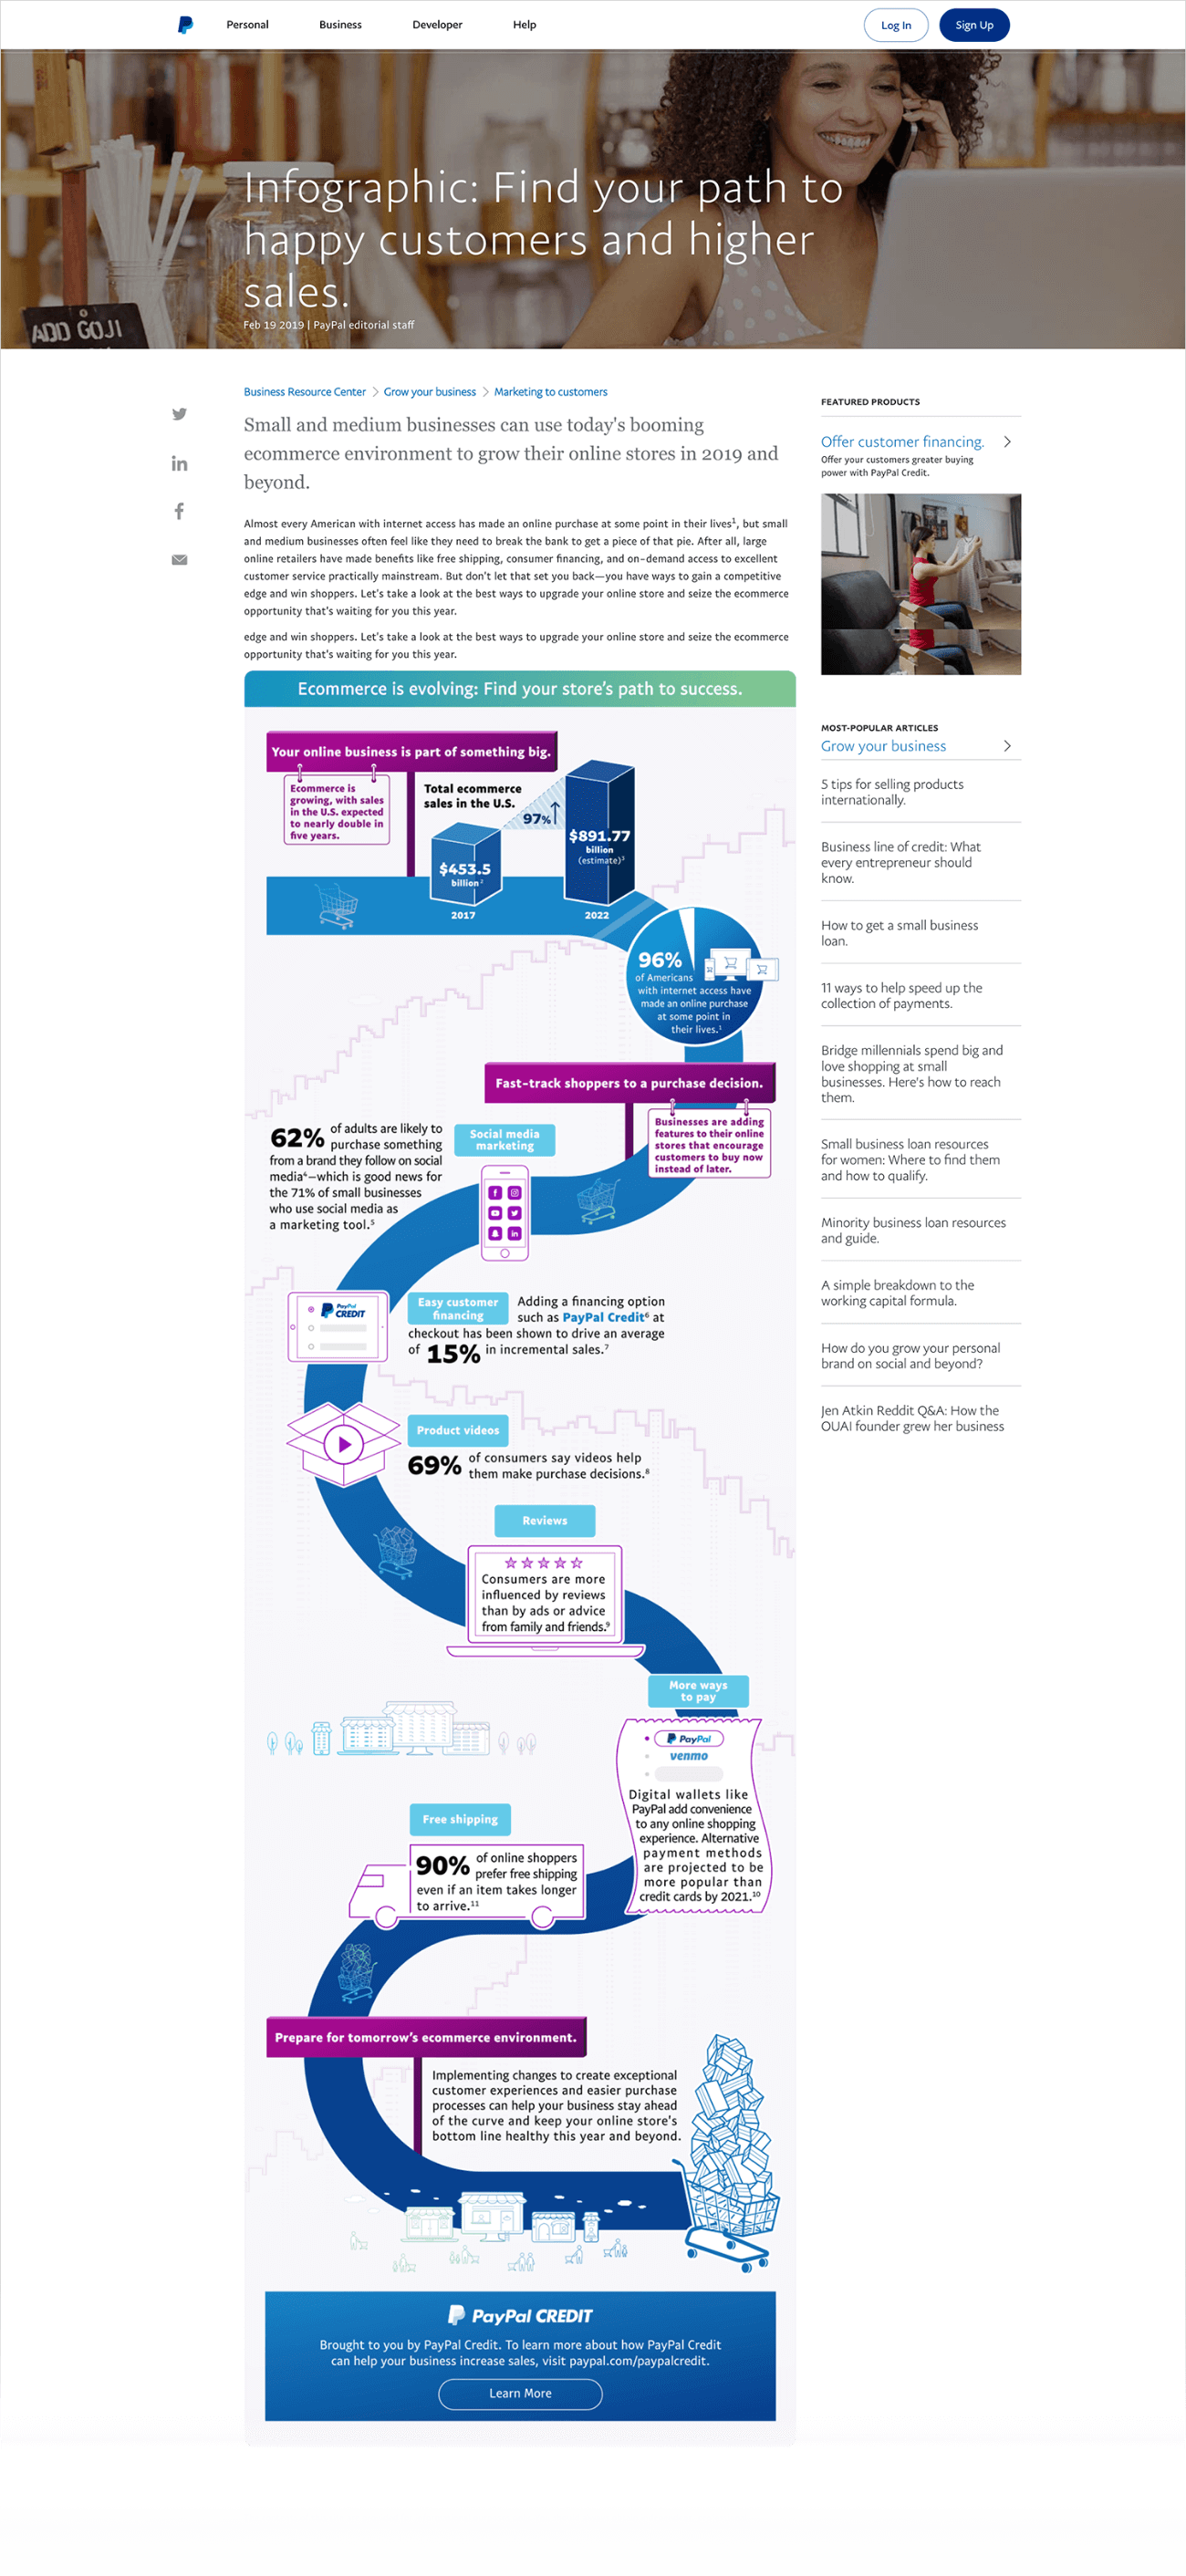 Personal
Business
Developer
Help
Log In
Sign Up
Infographic: Find your path to
happy customers and higher
sales.
Feb 19 2019 | PayPal editorial staff
ADD GOJI
Business Resource Center > Grow your business > Marketing to customers
Small and medium businesses can use today's booming
ecommerce environment to grow their online stores in 2019 and
beyond.
Almost every American with internet access has made an online purchase at some point in their lives¹, but small
and medium businesses often feel like they need to break the bank to get a piece of that pie. After all, large
online retailers have made benefits like free shipping, consumer financing, and on-demand access to excellent
customer service practically mainstream. But don't let that set you back—you have ways to gain a competitive
edge and win shoppers. Let's take a look at the best ways to upgrade your online store and seize the ecommerce
opportunity that's waiting for you this year.
edge and win shoppers. Let's take a look at the best ways to upgrade your online store and seize the ecommerce
opportunity that's waiting for you this year.
Ecommerce is evolving: Find your store's path to success.
Your online business is part of something big.
Ecommerce is
growing, with sales
in the U.S. expected
to nearly double in
five years.
Total ecommerce
sales in the U.S.
97%
$453.5
billion²
2017
$891.77
billion
(estimate)³
2022
96%
of Americans
with internet access have
made an online purchase
at some point in
their lives.¹
Fast-track shoppers to a purchase decision.
Businesses are adding
features to their online
stores that encourage
customers to buy now
instead of later.
62% of adults are likely to
purchase something
from a brand they follow on social
media⁴—which is good news for
the 71% of small businesses
who use social media as
a marketing tool.⁵
Social media
marketing
PayPal
CREDIT
Easy customer
financing
Adding a financing option
such as PayPal Credit⁶ at
checkout has been shown to drive an average
of 15% in incremental sales.⁷
Product videos
69% of consumers say videos help
them make purchase decisions.⁸
Reviews
Consumers are more
influenced by reviews
than by ads or advice
from family and friends.⁹
More ways
to pay
PayPal
venmo
Digital wallets like
PayPal add convenience
to any online shopping
experience. Alternative
payment methods
are projected to be
more popular than
credit cards by 2021.¹⁰
Free shipping
90% of online shoppers
prefer free shipping
even if an item takes longer
to arrive.¹¹
Prepare for tomorrow's ecommerce environment.
Implementing changes to create exceptional
customer experiences and easier purchase
processes can help your business stay ahead
of the curve and keep your online store's
bottom line healthy this year and beyond.
PayPal CREDIT
Brought to you by PayPal Credit. To learn more about how PayPal Credit
can help your business increase sales, visit paypal.com/paypalcredit.
Learn More
FEATURED PRODUCTS
Offer customer financing.
Offer your customers greater buying
power with PayPal Credit.
MOST-POPULAR ARTICLES
Grow your business
5 tips for selling products
internationally.
Business line of credit: What
every entrepreneur should
know.
How to get a small business
loan.
11 ways to help speed up the
collection of payments.
Bridge millennials spend big and
love shopping at small
businesses. Here's how to reach
them.
Small business loan resources
for women: Where to find them
and how to qualify.
Minority business loan resources
and guide.
A simple breakdown to the
working capital formula.
How do you grow your personal
brand on social and beyond?
Jen Atkin Reddit Q&A: How the
OUAI founder grew her business